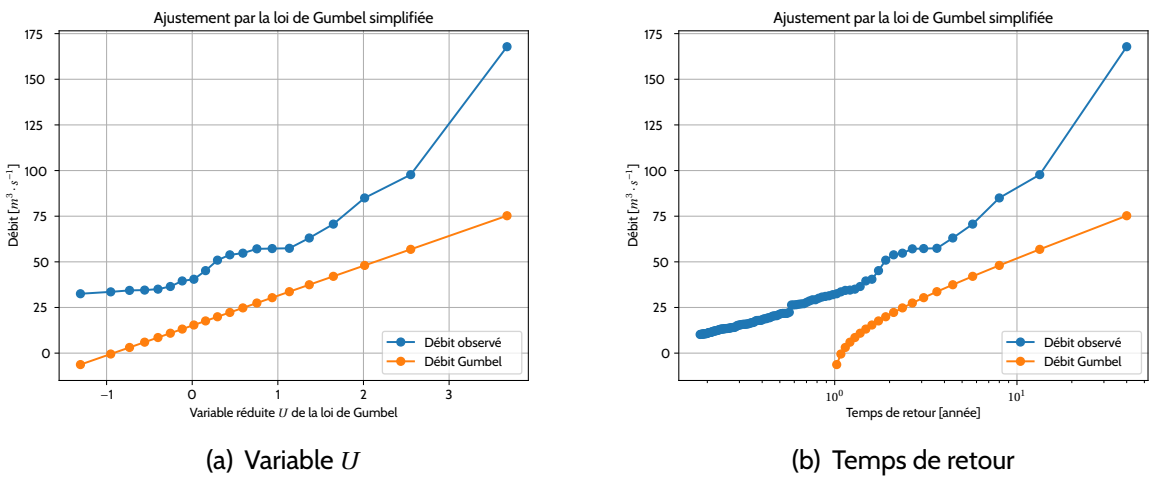 Ajustement par la loi de Gumbel simplifiée
175
150
125
100
75
50
25
0
Débit [m³ · s⁻¹]
−1
0
1
2
3
Variable réduite U de la loi de Gumbel
Débit observé
Débit Gumbel
(a) Variable U
Ajustement par la loi de Gumbel simplifiée
175
150
125
100
75
50
25
0
Débit [m³ · s⁻¹]
10⁰
10¹
Temps de retour [année]
Débit observé
Débit Gumbel
(b) Temps de retour